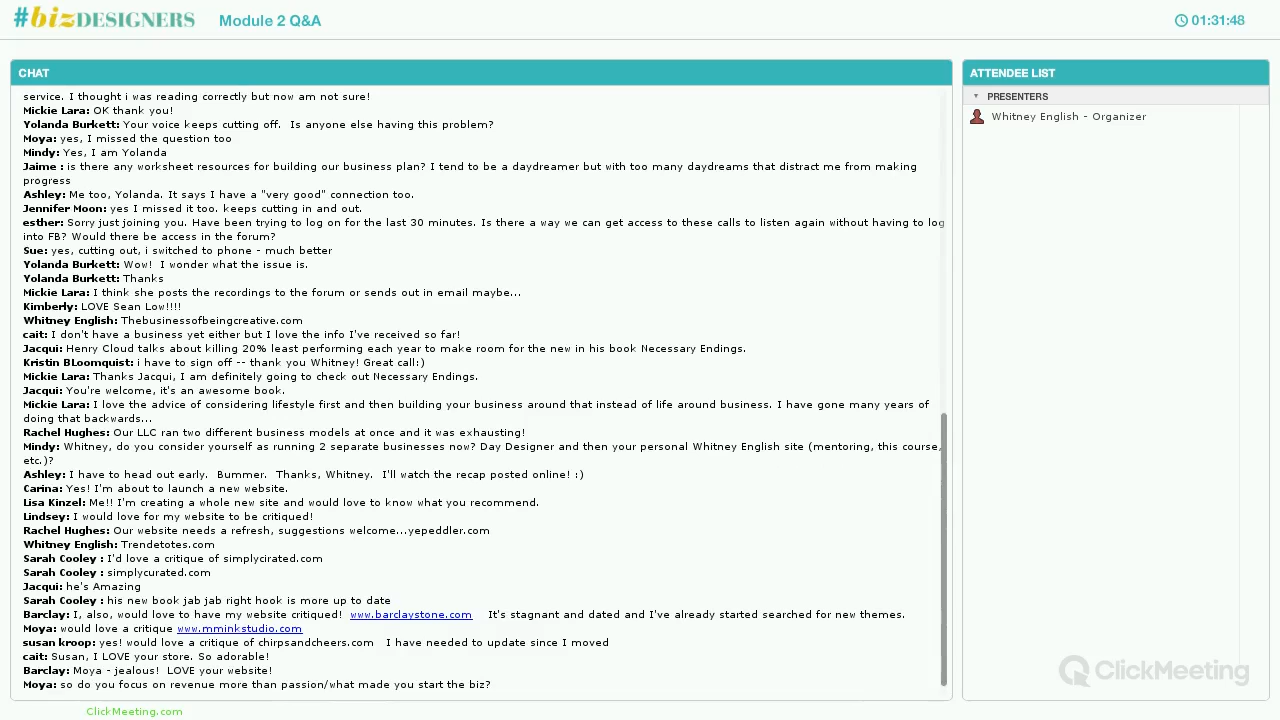 #bizDESIGNERS
Module 2 Q&A
01:31:48
CHAT
service. I thought i was reading correctly but now am not sure!
Mickie Lara: OK thank you!
Yolanda Burkett: Your voice keeps cutting off.  Is anyone else having this problem?
Moya: yes, I missed the question too
Mindy: Yes, I am Yolanda
Jaime : is there any worksheet resources for building our business plan? I tend to be a daydreamer but with too many daydreams that distract me from making
progress
Ashley: Me too, Yolanda. It says I have a "very good" connection too.
Jennifer Moon: yes I missed it too. keeps cutting in and out.
esther: Sorry just joining you. Have been trying to log on for the last 30 minutes. Is there a way we can get access to these calls to listen again without having to log
into FB? Would there be access in the forum?
Sue: yes, cutting out, i switched to phone - much better
Yolanda Burkett: Wow!  I wonder what the issue is.
Yolanda Burkett: Thanks
Mickie Lara: I think she posts the recordings to the forum or sends out in email maybe...
Kimberly: LOVE Sean Low!!!!
Whitney English: Thebusinessofbeingcreative.com
cait: I don't have a business yet either but I love the info I've received so far!
Jacqui: Henry Cloud talks about killing 20% least performing each year to make room for the new in his book Necessary Endings.
Kristin BLoomquist: i have to sign off -- thank you Whitney! Great call:)
Mickie Lara: Thanks Jacqui, I am definitely going to check out Necessary Endings.
Jacqui: You're welcome, it's an awesome book.
Mickie Lara: I love the advice of considering lifestyle first and then building your business around that instead of life around business. I have gone many years of
doing that backwards...
Rachel Hughes: Our LLC ran two different business models at once and it was exhausting!
Mindy: Whitney, do you consider yourself as running 2 separate businesses now? Day Designer and then your personal Whitney English site (mentoring, this course,
etc.)?
Ashley: I have to head out early.  Bummer.  Thanks, Whitney.  I'll watch the recap posted online! :)
Carina: Yes! I'm about to launch a new website.
Lisa Kinzel: Me!! I'm creating a whole new site and would love to know what you recommend.
Lindsey: I would love for my website to be critiqued!
Rachel Hughes: Our website needs a refresh, suggestions welcome...yepeddler.com
Whitney English: Trendetotes.com
Sarah Cooley : I'd love a critique of simplycirated.com
Sarah Cooley : simplycurated.com
Jacqui: he's Amazing
Sarah Cooley : his new book jab jab right hook is more up to date
Barclay: I, also, would love to have my website critiqued!  www.barclaystone.com    It's stagnant and dated and I've already started searched for new themes.
Moya: would love a critique www.mminkstudio.com
susan kroop: yes! would love a critique of chirpsandcheers.com   I have needed to update since I moved
cait: Susan, I LOVE your store. So adorable!
Barclay: Moya - jealous!  LOVE your website!
Moya: so do you focus on revenue more than passion/what made you start the biz?
ATTENDEE LIST
PRESENTERS
Whitney English - Organizer
ClickMeeting
ClickMeeting.com